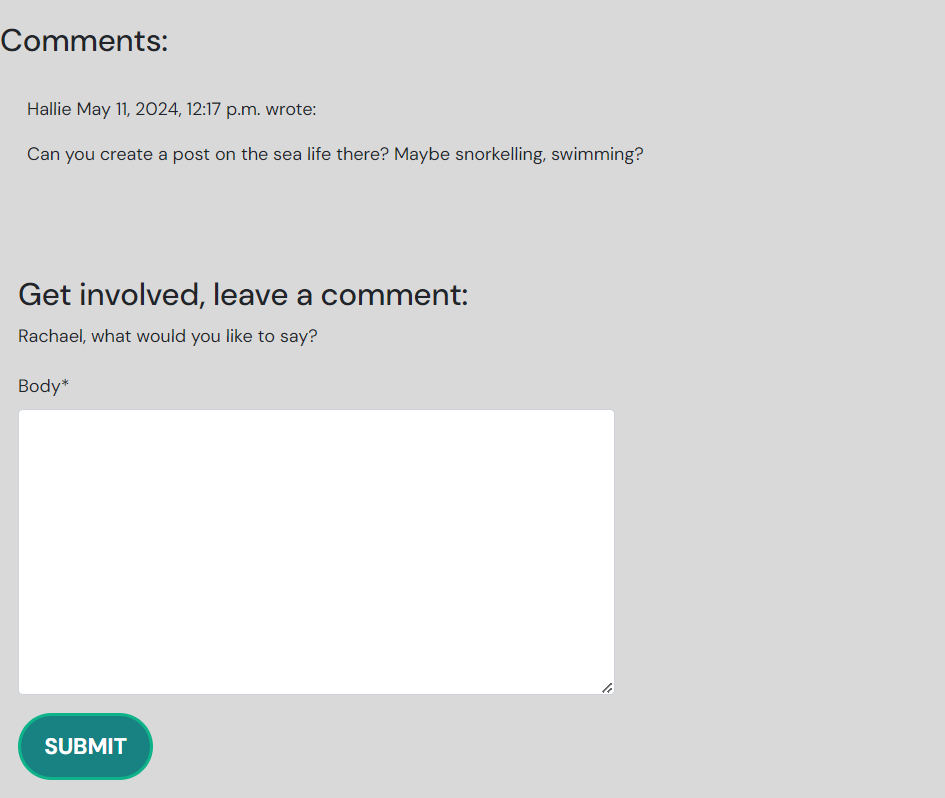 Comments:
Hallie May 11, 2024, 12:17 p.m. wrote:
Can you create a post on the sea life there? Maybe snorkelling, swimming?
Get involved, leave a comment:
Rachael, what would you like to say?
Body*
SUBMIT